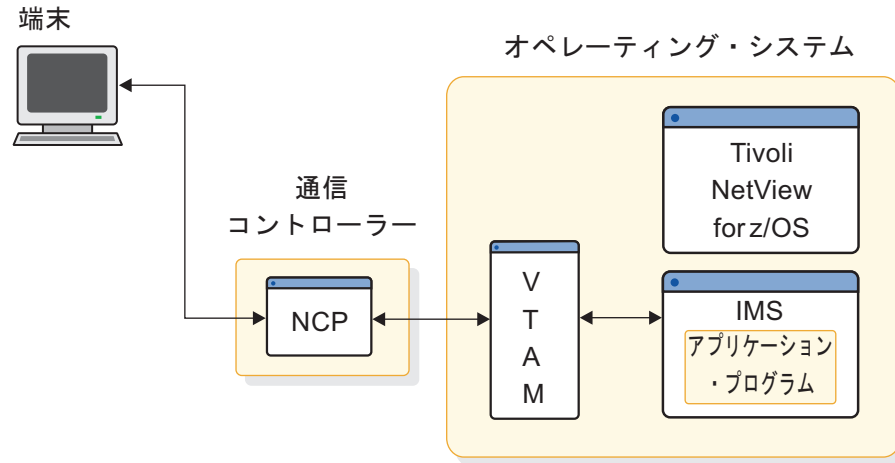 端末
オペレーティング・システム
通信
コントローラー
NCP
V
T
A
M
Tivoli
NetView
for z/OS
IMS
アプリケーション
・プログラム